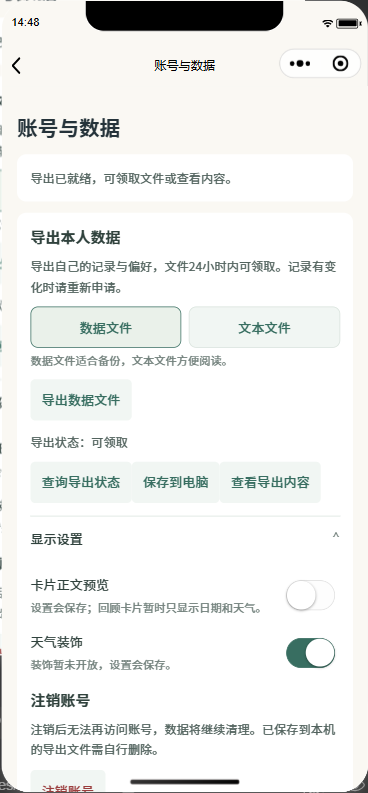 14:48
账号与数据
账号与数据
导出已就绪，可领取文件或查看内容。
导出本人数据
导出自己的记录与偏好，文件24小时内可领取。记录有变
化时请重新申请。
数据文件 文本文件
数据文件适合备份，文本文件方便阅读。
导出数据文件
导出状态：可领取
查询导出状态 保存到电脑 查看导出内容
显示设置
卡片正文预览
设置会保存；回顾卡片暂时只显示日期和天气。
天气装饰
装饰暂未开放，设置会保存。
注销账号
注销后无法再访问账号，数据将继续清理。已保存到本机
的导出文件需自行删除。
注销账号